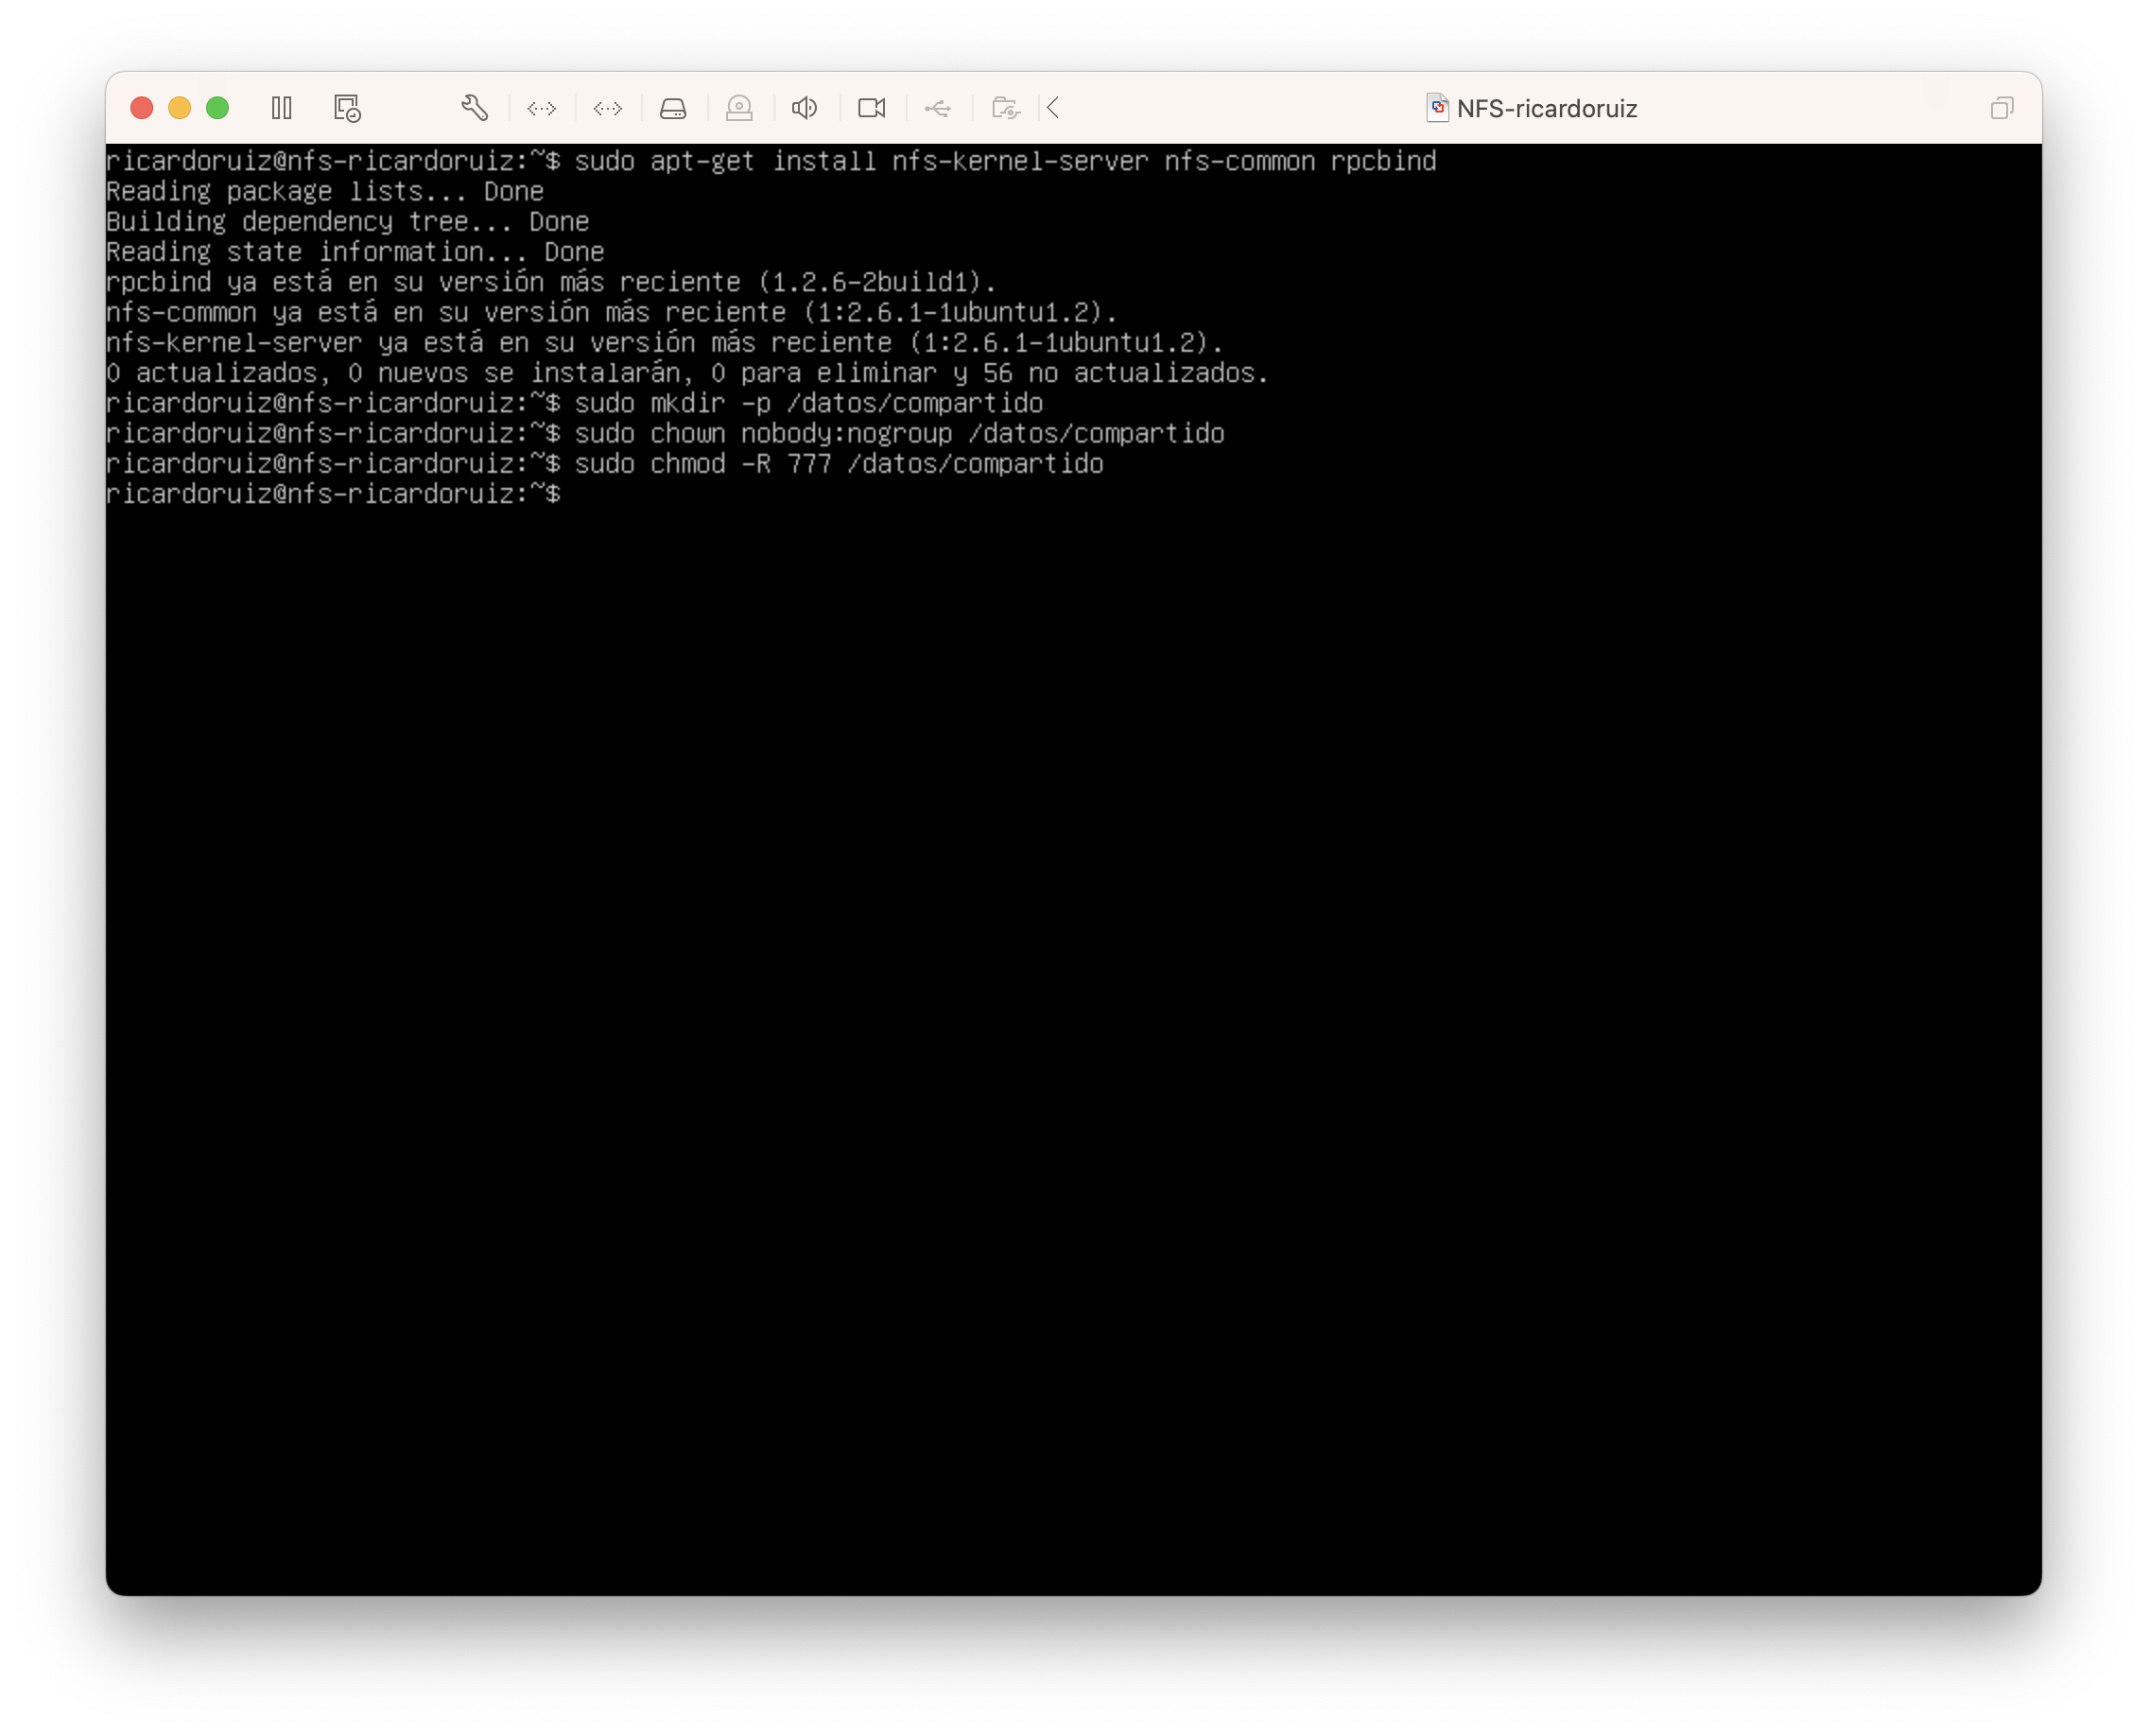 NFS-ricardoruiz
ricardoruiz@nfs-ricardoruiz:~$ sudo apt-get install nfs-kernel-server nfs-common rpcbind
Reading package lists... Done
Building dependency tree... Done
Reading state information... Done
rpcbind ya está en su versión más reciente (1.2.6-2build1).
nfs-common ya está en su versión más reciente (1:2.6.1-1ubuntu1.2).
nfs-kernel-server ya está en su versión más reciente (1:2.6.1-1ubuntu1.2).
0 actualizados, 0 nuevos se instalarán, 0 para eliminar y 56 no actualizados.
ricardoruiz@nfs-ricardoruiz:~$ sudo mkdir -p /datos/compartido
ricardoruiz@nfs-ricardoruiz:~$ sudo chown nobody:nogroup /datos/compartido
ricardoruiz@nfs-ricardoruiz:~$ sudo chmod -R 777 /datos/compartido
ricardoruiz@nfs-ricardoruiz:~$